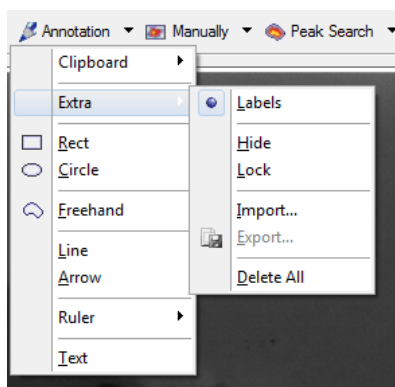 Annotation Manually Peak Search
Clipboard
Extra
Rect
Circle
Freehand
Line
Arrow
Ruler
Text
Labels
Hide
Lock
Import...
Export...
Delete All